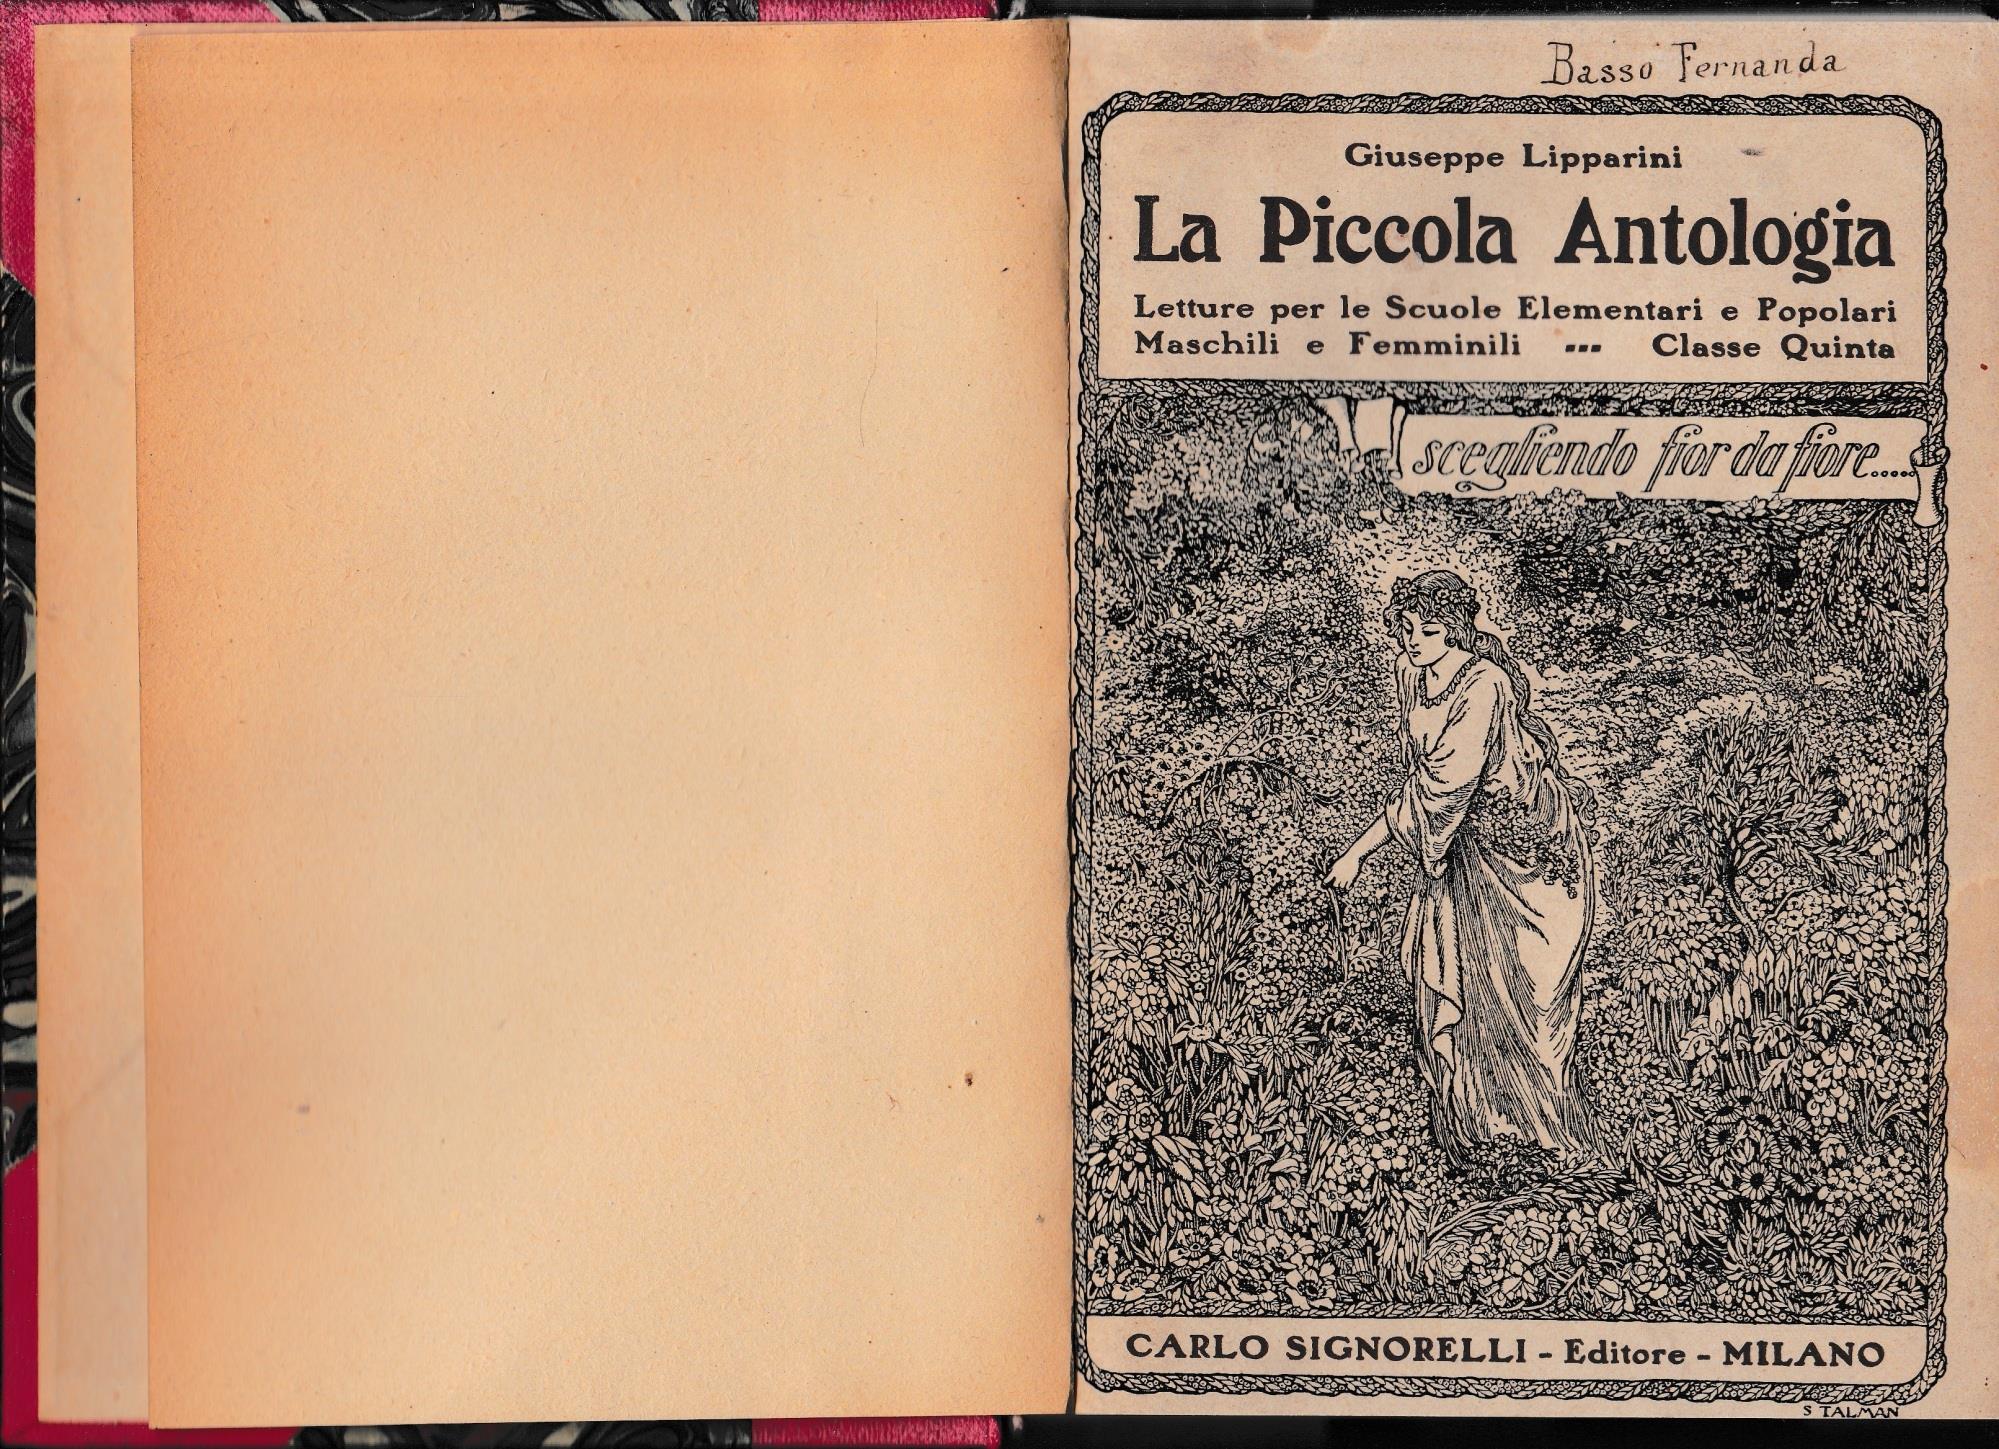 Basso Fernanda
Giuseppe Lipparini
La Piccola Antologia
Letture per le Scuole Elementari e Popolari
Maschili e Femminili ▪▪▪ Classe Quinta
scegliendo fior da fiore.....
CARLO SIGNORELLI - Editore - MILANO
S TALMAN